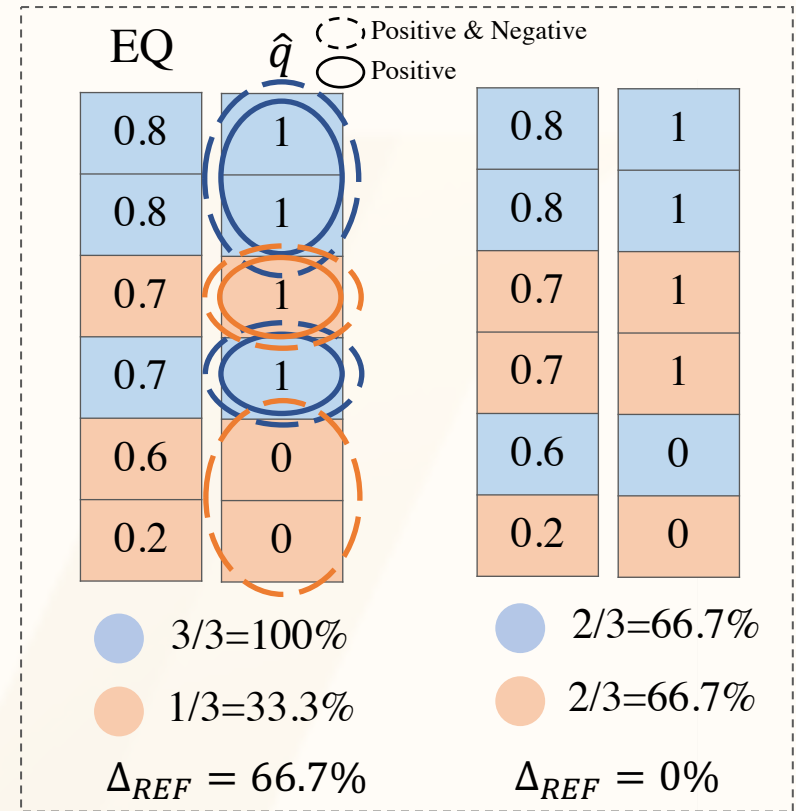 EQ q̂ Positive & Negative
Positive
0.8 1 0.8 1
0.8 1 0.8 1
0.7 1 0.7 1
0.7 1 0.7 1
0.6 0 0.6 0
0.2 0 0.2 0
3/3=100% 2/3=66.7%
1/3=33.3% 2/3=66.7%
Δ_REF = 66.7% Δ_REF = 0%